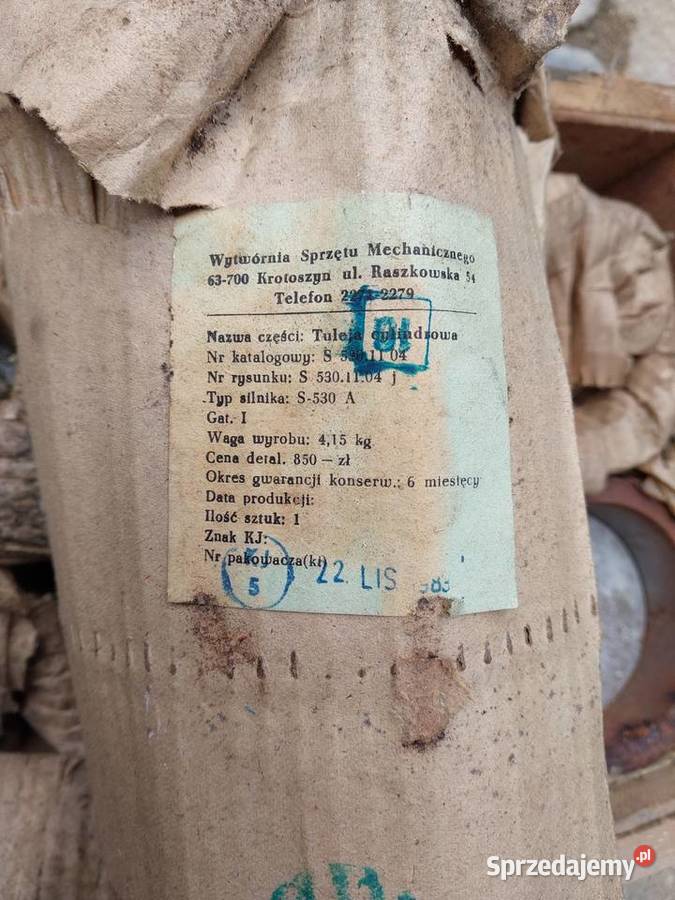 Wytwórnia Sprzętu Mechanicznego
63-700 Krotoszyn ul. Raszkowska 54
Telefon 2279
Nazwa części: Tuleja cylindrowa
Nr katalogowy: S 530.11 04
Nr rysunku: S 530.11.04 j
Typ silnika: S-530 A
Gat. I
Waga wyrobu: 4,15 kg
Cena detal. 850 — zł
Okres gwarancji konserw.: 6 miesięcy
Data produkcji:
Ilość sztuk: 1
Znak KJ:
Nr pakowacza(ki)
5
22. LIS 983
Sprzedajemy.pl